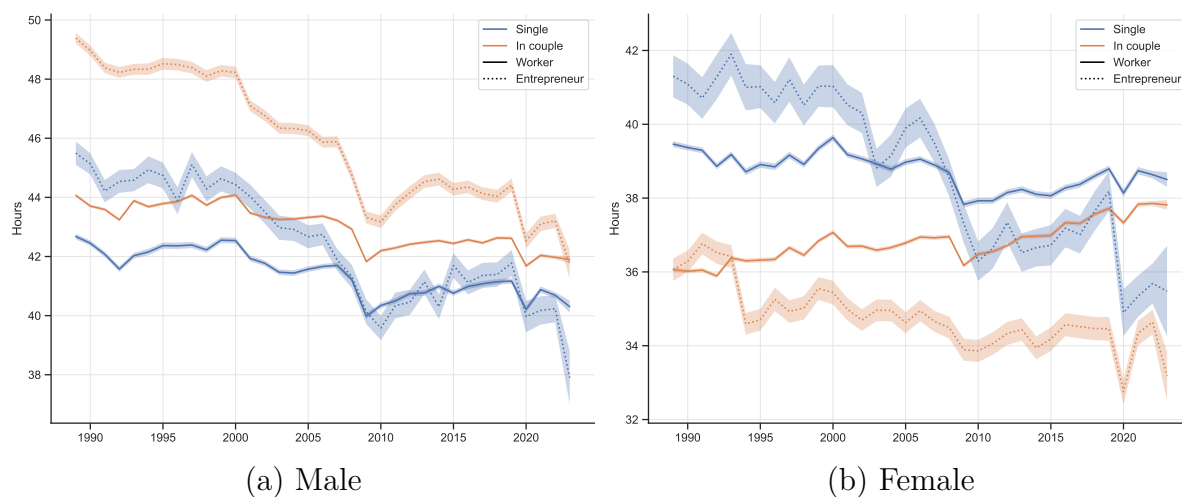 50
48
46
44
42
40
38
Hours
1990
1995
2000
2005
2010
2015
2020
Single
In couple
Worker
Entrepreneur
(a) Male
42
40
38
36
34
32
Hours
1990
1995
2000
2005
2010
2015
2020
Single
In couple
Worker
Entrepreneur
(b) Female